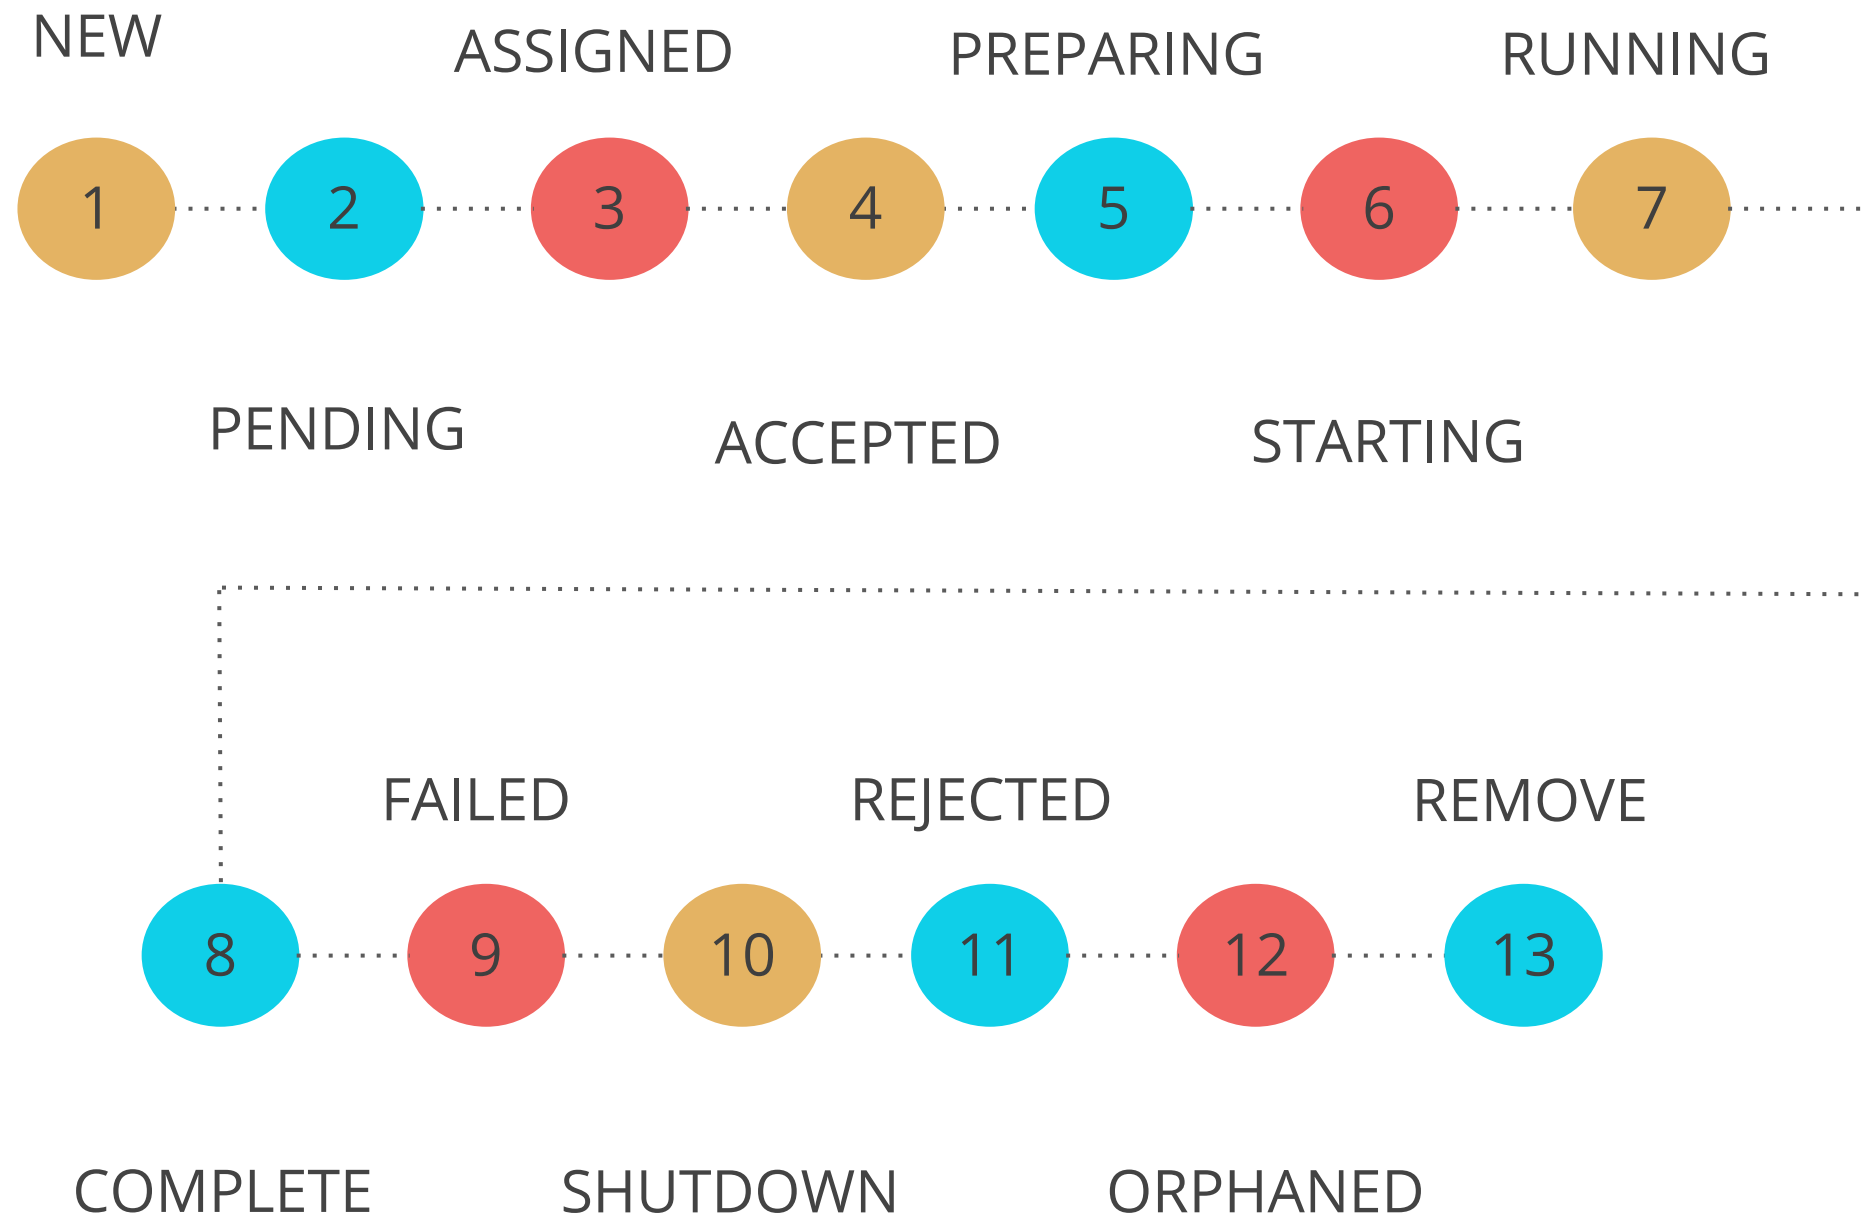 NEW
ASSIGNED
PREPARING
RUNNING
1
2
3
4
5
6
7
PENDING
ACCEPTED
STARTING
FAILED
REJECTED
REMOVE
8
9
10
11
12
13
COMPLETE
SHUTDOWN
ORPHANED